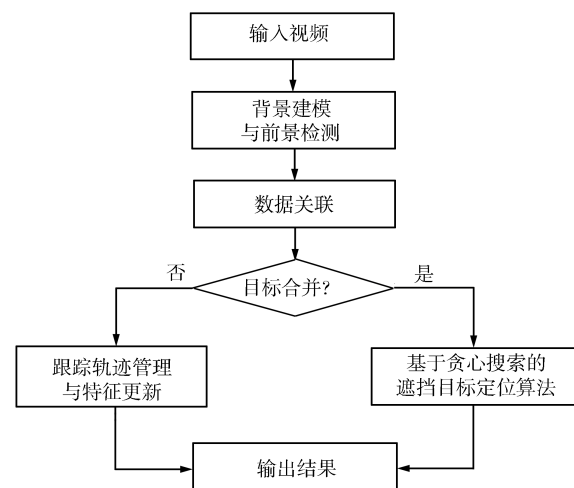 输入视频
背景建模
与前景检测
数据关联
目标合并?
否
是
跟踪轨迹管理
与特征更新
基于贪心搜索的
遮挡目标定位算法
输出结果